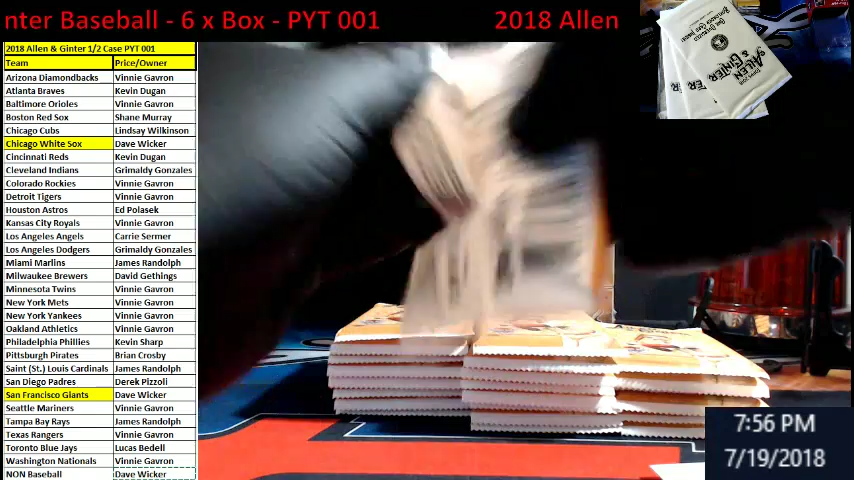 nter Baseball - 6 x Box - PYT 001
2018 Allen
2018 Allen & Ginter 1/2 Case PYT 001
Team Price/Owner
Arizona Diamondbacks Vinnie Gavron
Atlanta Braves Kevin Dugan
Baltimore Orioles Vinnie Gavron
Boston Red Sox Shane Murray
Chicago Cubs Lindsay Wilkinson
Chicago White Sox Dave Wicker
Cincinnati Reds Kevin Dugan
Cleveland Indians Grimaldy Gonzales
Colorado Rockies Vinnie Gavron
Detroit Tigers Vinnie Gavron
Houston Astros Ed Polasek
Kansas City Royals Vinnie Gavron
Los Angeles Angels Carrie Sermer
Los Angeles Dodgers Grimaldy Gonzales
Miami Marlins James Randolph
Milwaukee Brewers David Gethings
Minnesota Twins Vinnie Gavron
New York Mets Vinnie Gavron
New York Yankees Vinnie Gavron
Oakland Athletics Vinnie Gavron
Philadelphia Phillies Kevin Sharp
Pittsburgh Pirates Brian Crosby
Saint (St.) Louis Cardinals James Randolph
San Diego Padres Derek Pizzoli
San Francisco Giants Dave Wicker
Seattle Mariners Vinnie Gavron
Tampa Bay Rays James Randolph
Texas Rangers Vinnie Gavron
Toronto Blue Jays Lucas Bedell
Washington Nationals Vinnie Gavron
NON Baseball Dave Wicker
ALLEN
& GINTER
7:56 PM
7/19/2018